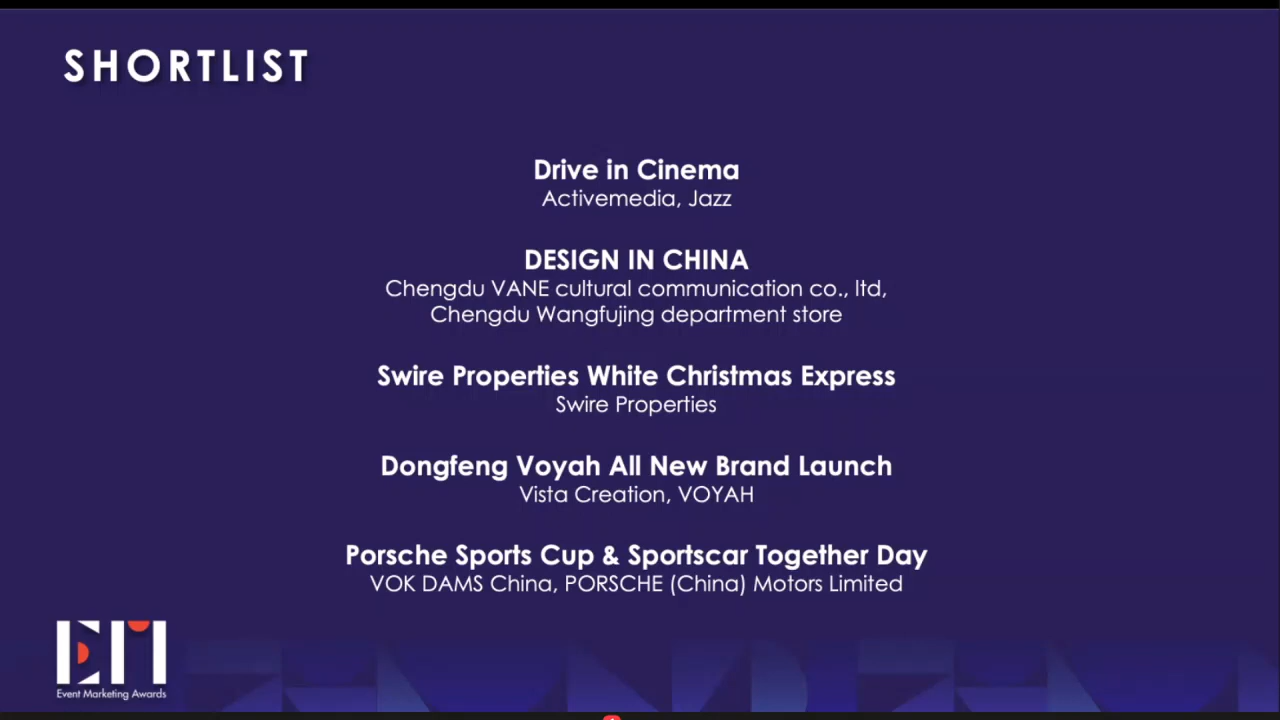 SHORTLIST
Drive in Cinema
Activemedia, Jazz
DESIGN IN CHINA
Chengdu VANE cultural communication co., ltd,
Chengdu Wangfujing department store
Swire Properties White Christmas Express
Swire Properties
Dongfeng Voyah All New Brand Launch
Vista Creation, VOYAH
Porsche Sports Cup & Sportscar Together Day
VOK DAMS China, PORSCHE (China) Motors Limited
EM
Event Marketing Awards